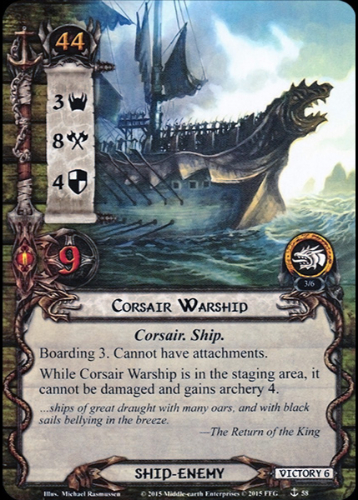 44
3
8
4
9
3/6
Corsair Warship
Corsair. Ship.
Boarding 3. Cannot have attachments.
While Corsair Warship is in the staging area, it
cannot be damaged and gains archery 4.
...ships of great draught with many oars, and with black
sails bellying in the breeze.
—The Return of the King
SHIP-ENEMY
VICTORY 6
Illus. Michael Rasmussen
© 2015 Middle-earth Enterprises © 2015 FFG
58